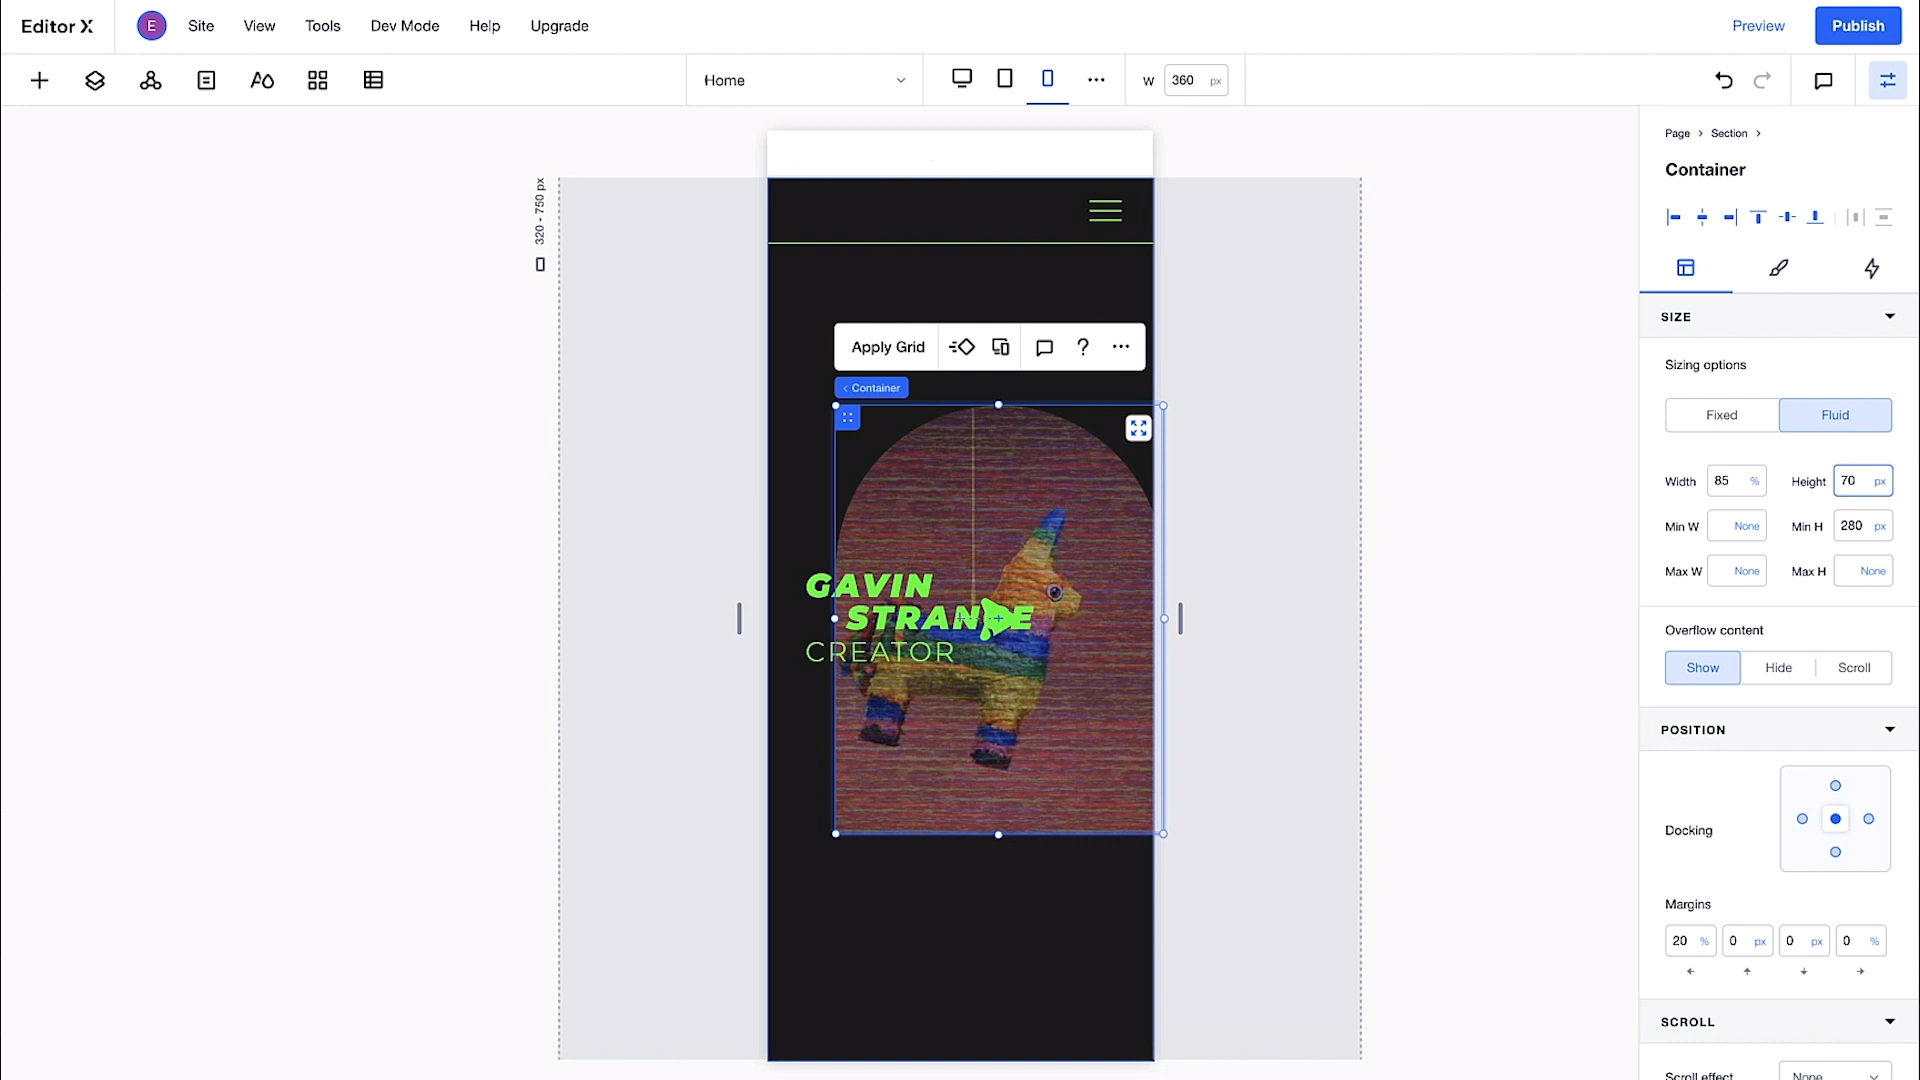 Editor X
E
Site
View
Tools
Dev Mode
Help
Upgrade
Preview
Publish
Home
W
360
px
Page > Section >
Container
320 - 750 px
Apply Grid
?
Container
GAVIN
STRANGE
CREATOR
SIZE
Sizing options
Fixed
Fluid
Width
85
%
Height
70
px
Min W
None
Min H
280
px
Max W
None
Max H
None
Overflow content
Show
Hide
Scroll
POSITION
Docking
Margins
20 %
0 px
0 px
0 %
SCROLL
Scroll effect
None